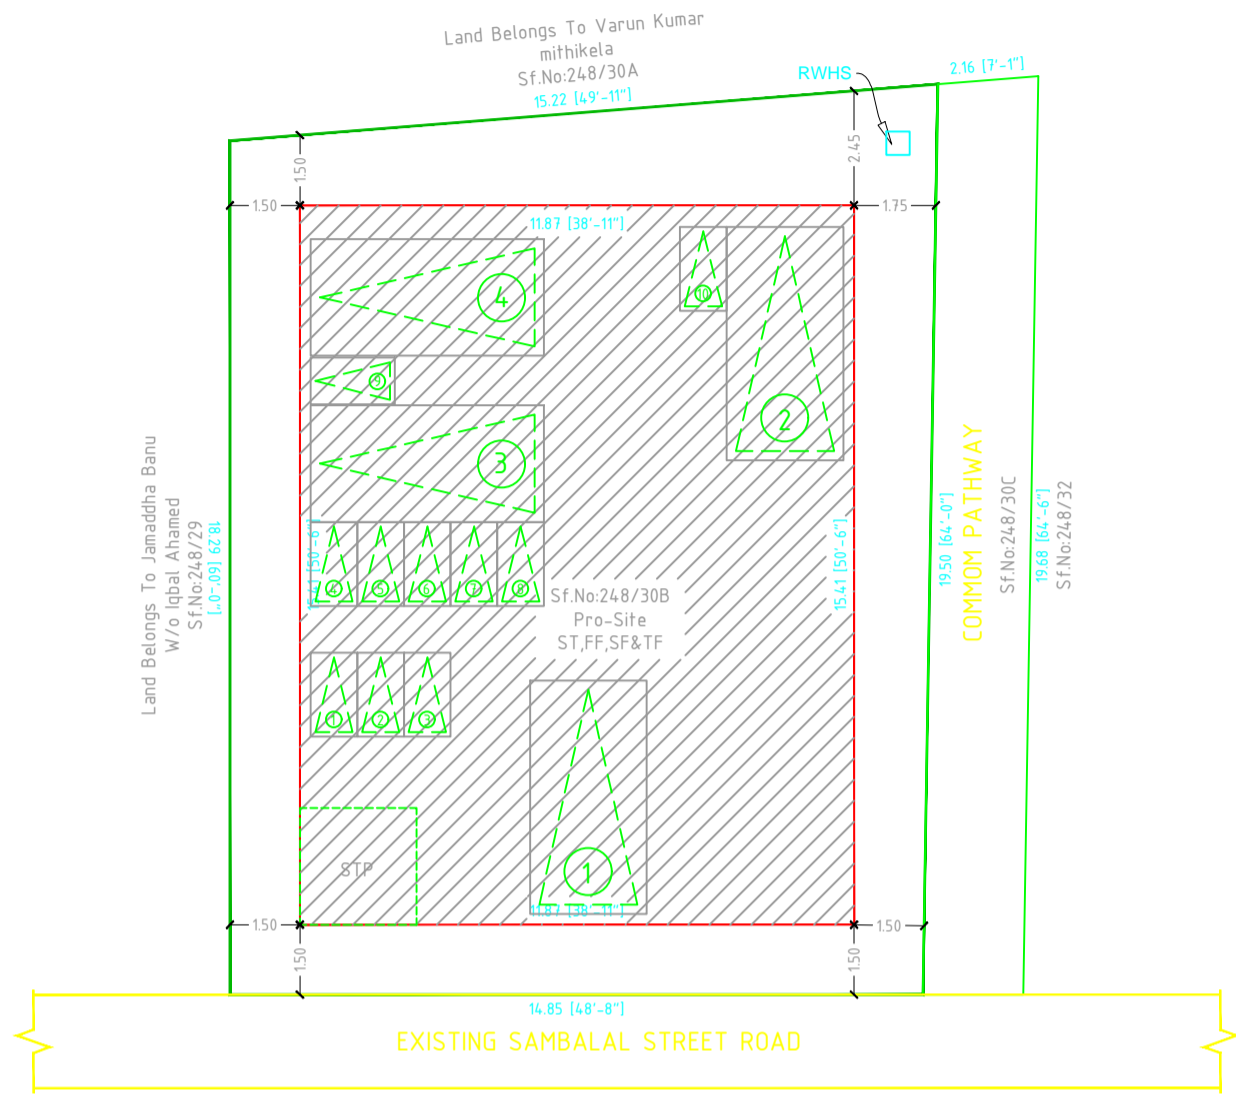 Land Belongs To Varun Kumar
mithikela
Sf.No:248/30A
15.22 [49'-11"]
RWHS
2.16 [7'-1"]
1.50
2.45
1.50
11.87 [38'-11"]
1.75
4
10
9
2
3
Land Belongs To Jamaddha Banu
W/o Iqbal Ahamed
Sf.No:248/29
18.29 [60'-0"]
15.41 [50'-6"]
4
5
6
7
8
Sf.No:248/30B
Pro-Site
ST,FF,SF&TF
15.41 [50'-6"]
19.50 [64'-0"]
COMMOM PATHWAY
Sf.No:248/30C
19.68 [64'-6"]
Sf.No:248/32
1
2
3
STP
1
11.87 [38'-11"]
1.50
1.50
1.50
1.50
14.85 [48'-8"]
EXISTING SAMBALAL STREET ROAD